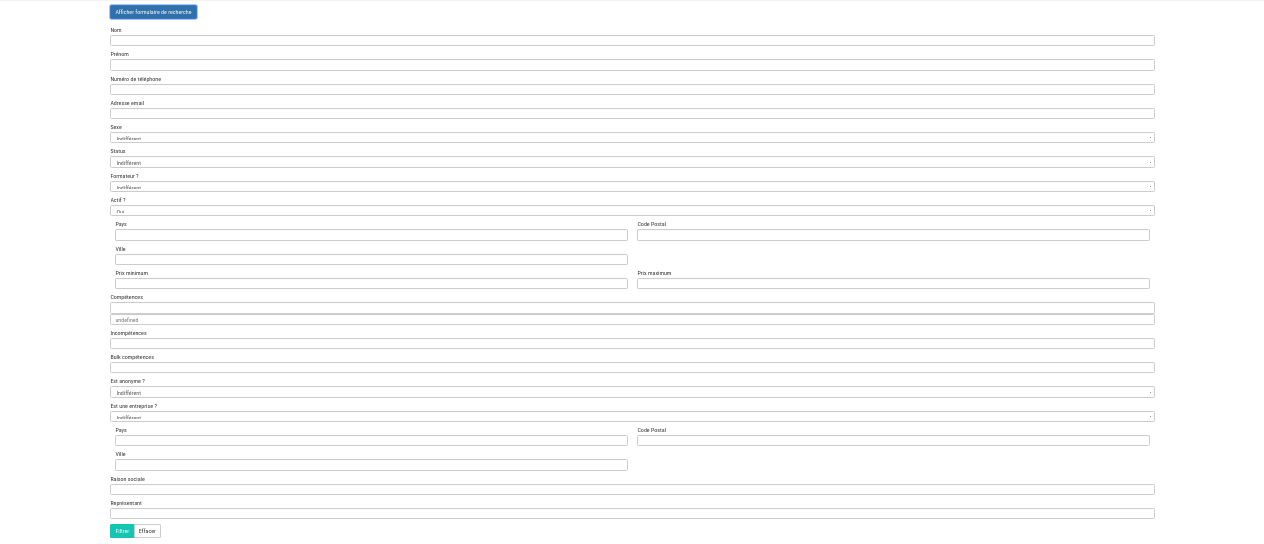 Afficher formulaire de recherche
Nom
Prénom
Numéro de téléphone
Adresse email
Sexe
Indifférent
Status
Indifférent
Formateur ?
Indifférent
Actif ?
Oui
Pays
Code Postal
Ville
Prix minimum
Prix maximum
Compétences
undefined
Incompétences
Bulk compétences
Est anonyme ?
Indifférent
Est une entreprise ?
Indifférent
Pays
Code Postal
Ville
Raison sociale
Représentant
Filtrer
Effacer